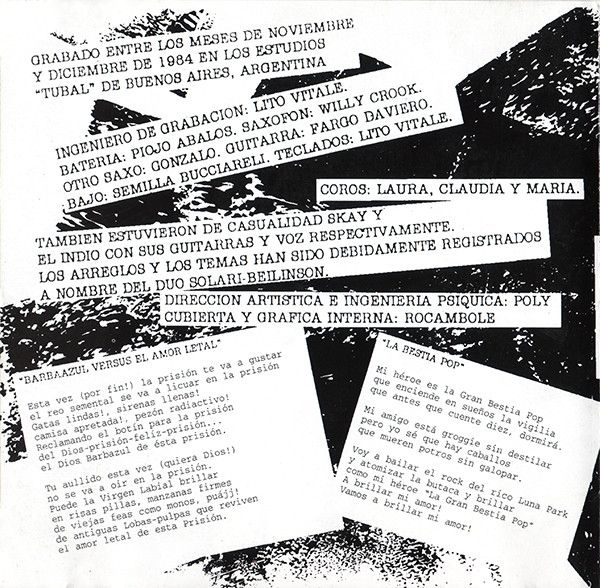 GRABADO ENTRE LOS MESES DE NOVIEMBRE
Y DICIEMBRE DE 1984 EN LOS ESTUDIOS
"TUBAL" DE BUENOS AIRES, ARGENTINA
INGENIERO DE GRABACION: LITO VITALE.
BATERIA: PIOJO ABALOS. SAXOFON: WILLY CROOK.
OTRO SAXO: GONZALO. GUITARRA: FARGO DAVIERO.
BAJO: SEMILLA BUCCIARELI. TECLADOS: LITO VITALE.
COROS: LAURA, CLAUDIA Y MARIA.
TAMBIEN ESTUVIERON DE CASUALIDAD SKAY Y
EL INDIO CON SUS GUITARRAS Y VOZ RESPECTIVAMENTE.
LOS ARREGLOS Y LOS TEMAS HAN SIDO DEBIDAMENTE REGISTRADOS
A NOMBRE DEL DUO SOLARI-BEILINSON.
DIRECCION ARTISTICA E INGENIERIA PSIQUICA: POLY
CUBIERTA Y GRAFICA INTERNA: ROCAMBOLE
"BARBAAZUL VERSUS EL AMOR LETAL"
Esta vez (por fin!) la prisión te va a gustar
el reo semental se va a licuar en la prisión
Gatas lindas!, sirenas llenas!
camisa apretada!, pezón radiactivo!
Reclamando el botín para la prisión
del Dios-prisión-feliz-prisión...
el Dios Barbazul de ésta prisión.
Tu aullido esta vez (quiera Dios!)
no se va a oir en la prisión.
Puede la Virgen Labial brillar
en risas pillas, manzanas firmes
de viejas feas como monos, puájj!
de antiguas Lobas-pulpas que reviven
el amor letal de ésta Prisión.
"LA BESTIA POP"
Mi héroe es la Gran Bestia Pop
que enciende en sueños la vigilia
que antes que cuente diez, dormirá.
Mi amigo está groggie sin destilar
pero yo sé que hay caballos
que mueren potros sin galopar.
Voy a bailar el rock del rico Luna Park
y atomizar la butaca y brillar
como mi héroe "La Gran Bestia Pop"
A brillar mi amor!
Vamos a brillar mi amor!